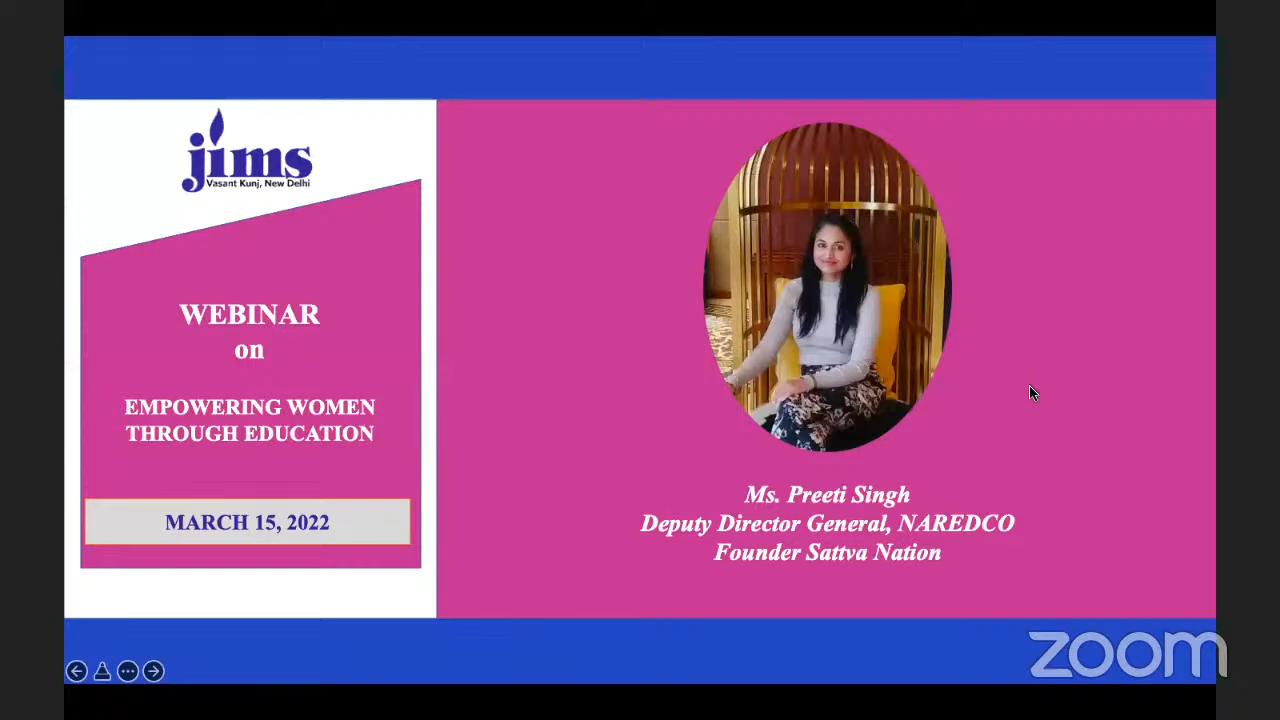 jims
Vasant Kunj, New Delhi
WEBINAR
on
EMPOWERING WOMEN
THROUGH EDUCATION
MARCH 15, 2022
Ms. Preeti Singh
Deputy Director General, NAREDCO
Founder Sattva Nation
zoom